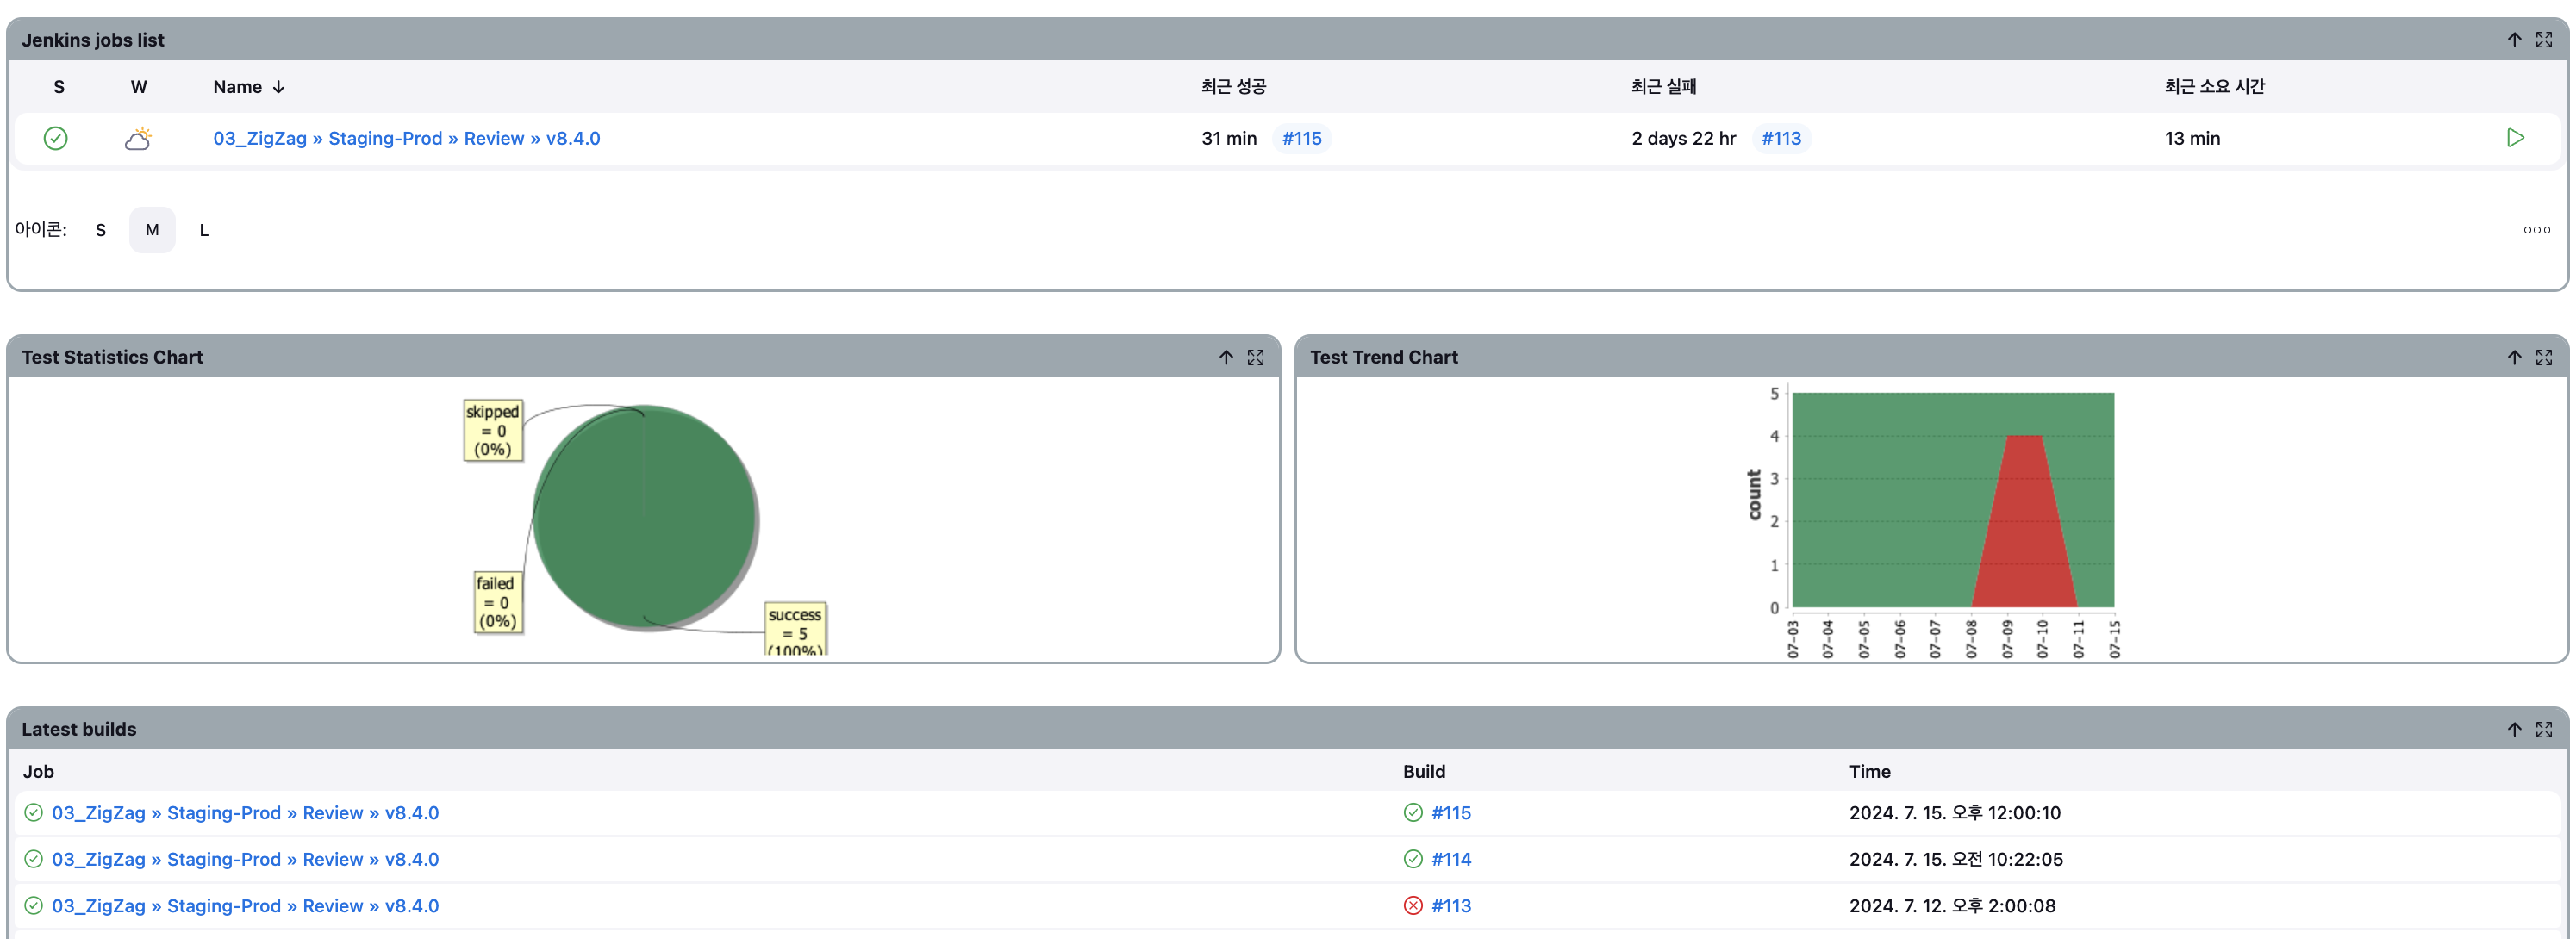 Jenkins jobs list
S W Name ↓ 최근 성공 최근 실패 최근 소요 시간
03_ZigZag » Staging-Prod » Review » v8.4.0 31 min #115 2 days 22 hr #113 13 min
아이콘: S M L
Test Statistics Chart
skipped
= 0
(0%)
failed
= 0
(0%)
success
= 5
(100%)
Test Trend Chart
count
5
4
3
2
1
0
07-03 07-04 07-05 07-06 07-07 07-08 07-09 07-10 07-11 07-15
Latest builds
Job Build Time
03_ZigZag » Staging-Prod » Review » v8.4.0 #115 2024. 7. 15. 오후 12:00:10
03_ZigZag » Staging-Prod » Review » v8.4.0 #114 2024. 7. 15. 오전 10:22:05
03_ZigZag » Staging-Prod » Review » v8.4.0 #113 2024. 7. 12. 오후 2:00:08